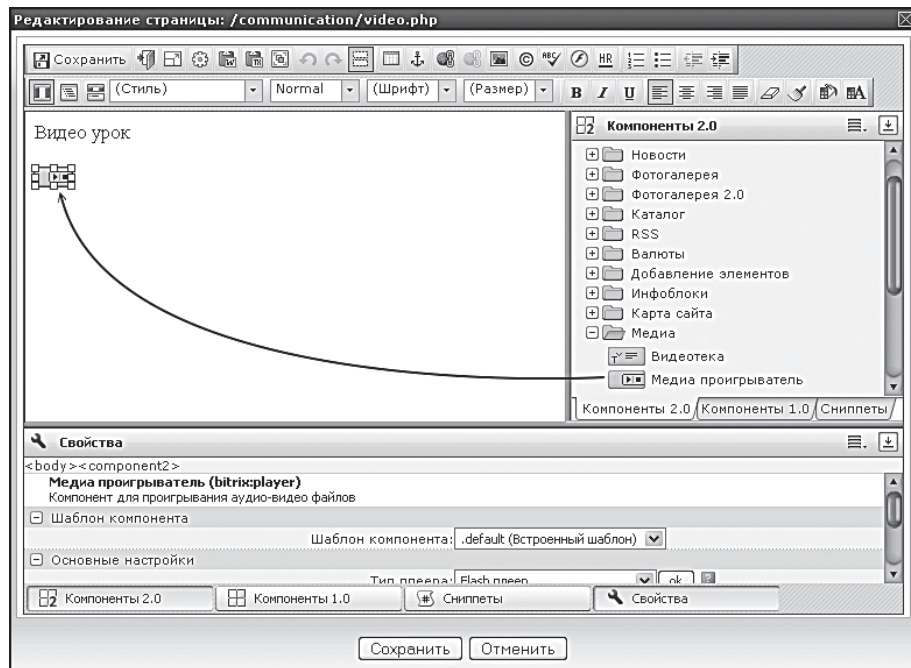 Редактирование страницы: /communication/video.php
Сохранить
ABC
HR
(Стиль)
Normal
(Шрифт)
(Размер)
B I U
Видео урок
Компоненты 2.0
Новости
Фотогалерея
Фотогалерея 2.0
Каталог
RSS
Валюты
Добавление элементов
Инфоблоки
Карта сайта
Медиа
Видеотека
Медиа проигрыватель
Компоненты 2.0 Компоненты 1.0 Сниппеты
Свойства
<body><component2>
Медиа проигрыватель (bitrix:player)
Компонент для проигрывания аудио-видео файлов
Шаблон компонента
Шаблон компонента: .default (Встроенный шаблон)
Основные настройки
Тип плеера: Flash плеер ok
Компоненты 2.0 Компоненты 1.0 Сниппеты Свойства
Сохранить Отменить